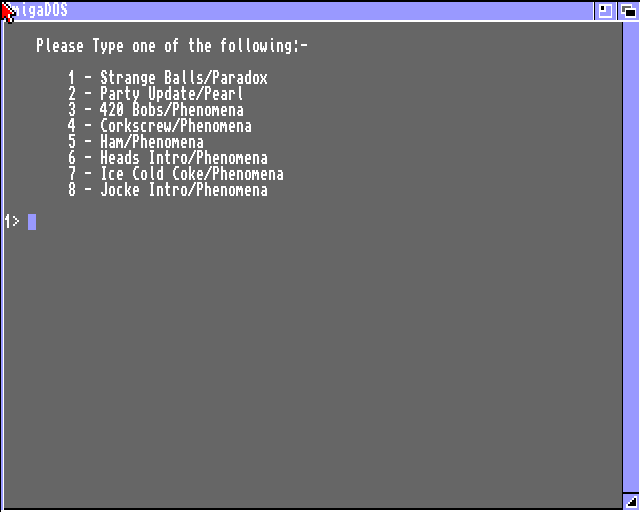 AmigaDOS
Please Type one of the following:-
1 - Strange Balls/Paradox
2 - Party Update/Pearl
3 - 420 Bobs/Phenomena
4 - Corkscrew/Phenomena
5 - Ham/Phenomena
6 - Heads Intro/Phenomena
7 - Ice Cold Coke/Phenomena
8 - Jocke Intro/Phenomena
1>